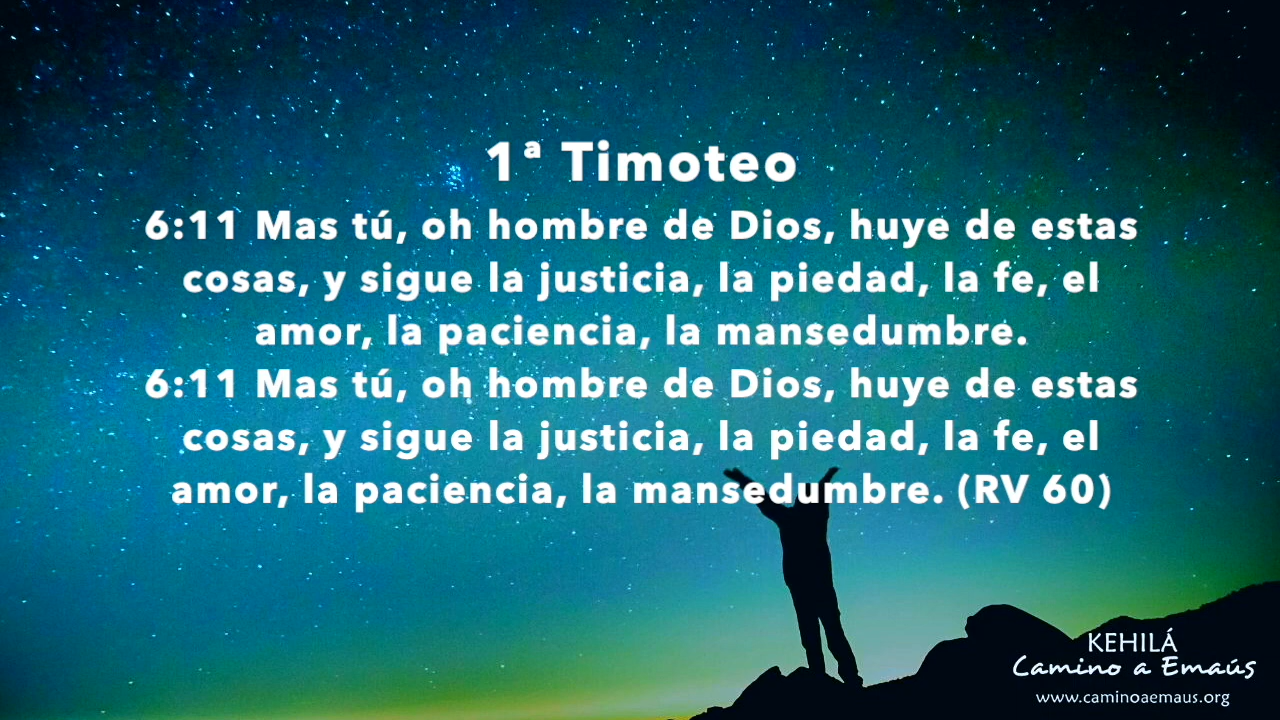 1ª Timoteo
6:11 Mas tú, oh hombre de Dios, huye de estas
cosas, y sigue la justicia, la piedad, la fe, el
amor, la paciencia, la mansedumbre.
6:11 Mas tú, oh hombre de Dios, huye de estas
cosas, y sigue la justicia, la piedad, la fe, el
amor, la paciencia, la mansedumbre. (RV 60)
KEHILÁ
Camino a Emaús
www.caminoaemaus.org